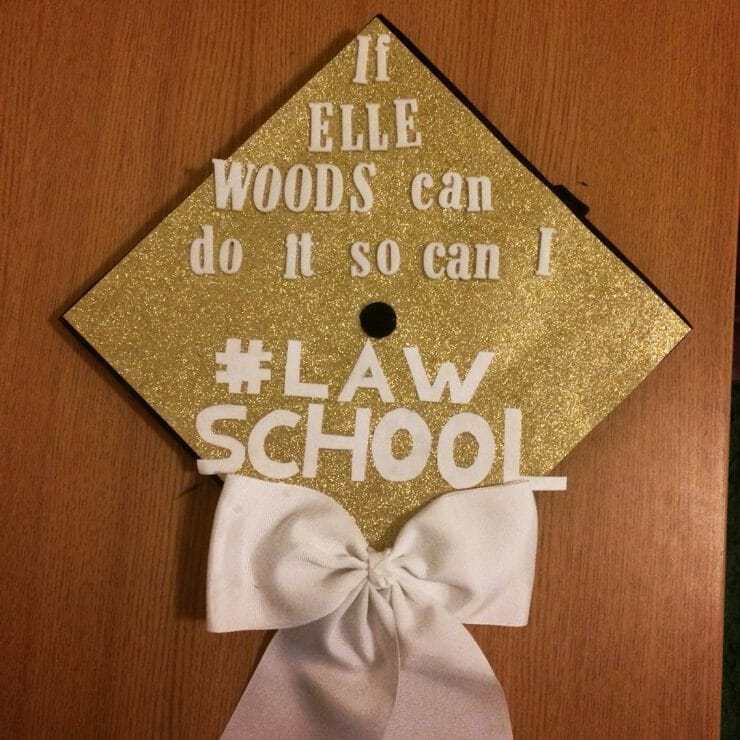 If
ELLE
WOODS can
do it so can I
#LAW
SCHOOL